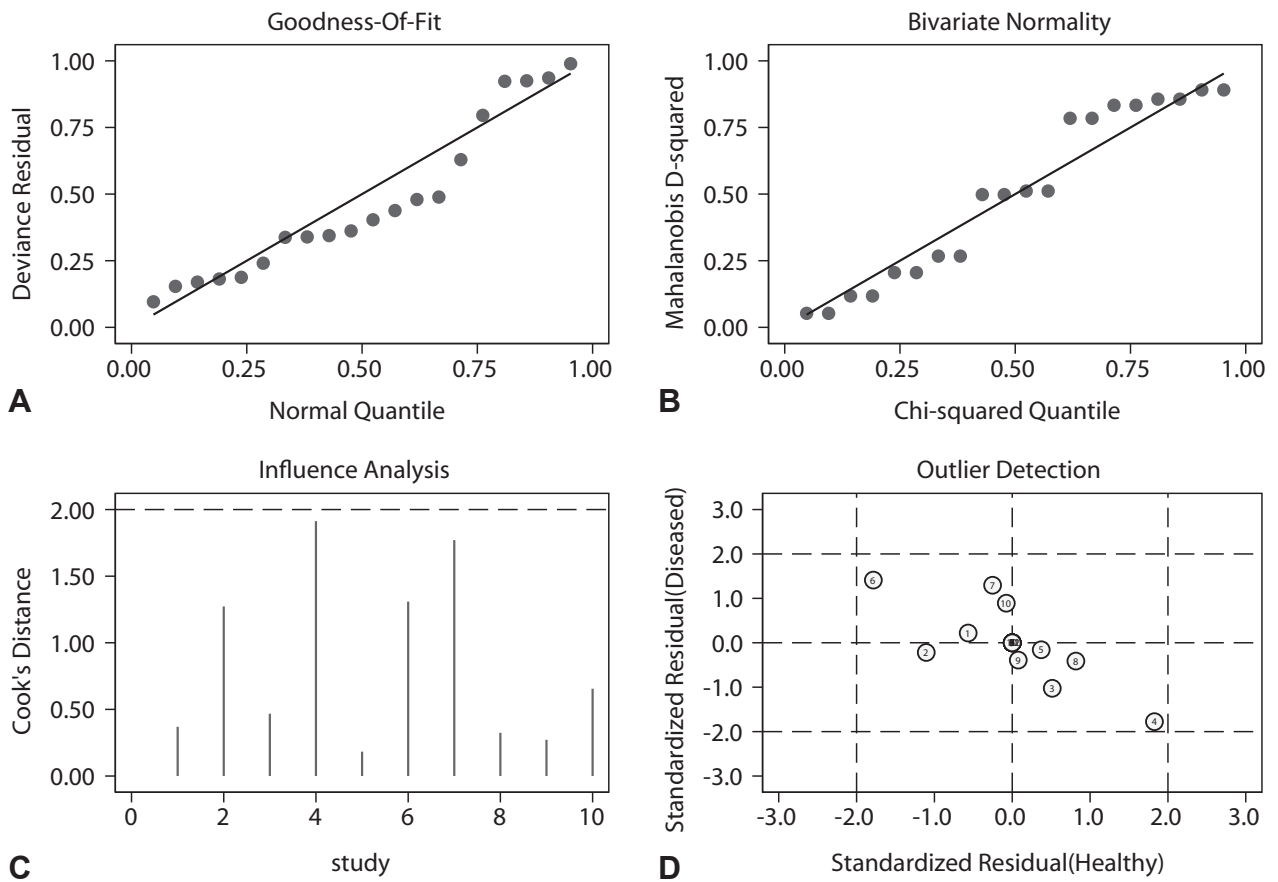 Goodness-Of-Fit
Deviance Residual
1.00
0.75
0.50
0.25
0.00
0.00 0.25 0.50 0.75 1.00
Normal Quantile
A
Bivariate Normality
Mahalanobis D-squared
1.00
0.75
0.50
0.25
0.00
0.00 0.25 0.50 0.75 1.00
Chi-squared Quantile
B
Influence Analysis
Cook's Distance
2.00
1.50
1.00
0.50
0.00
0 2 4 6 8 10
study
C
Outlier Detection
Standardized Residual(Diseased)
3.0
2.0
1.0
0.0
-1.0
-2.0
-3.0
6
7
10
1
2
5
9
8
3
4
-3.0 -2.0 -1.0 0.0 1.0 2.0 3.0
Standardized Residual(Healthy)
D